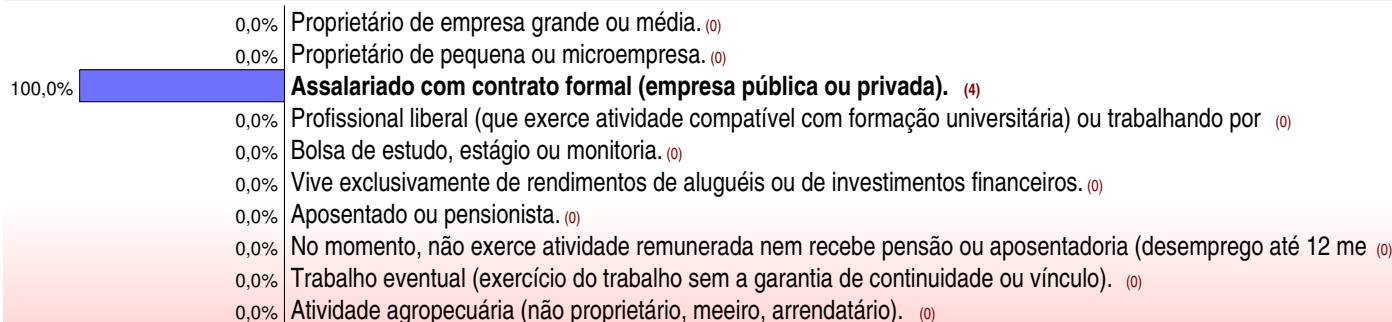 0,0% Proprietário de empresa grande ou média. (0)
0,0% Proprietário de pequena ou microempresa. (0)
100,0% Assalariado com contrato formal (empresa pública ou privada). (4)
0,0% Profissional liberal (que exerce atividade compatível com formação universitária) ou trabalhando por (0)
0,0% Bolsa de estudo, estágio ou monitoria. (0)
0,0% Vive exclusivamente de rendimentos de aluguéis ou de investimentos financeiros. (0)
0,0% Aposentado ou pensionista. (0)
0,0% No momento, não exerce atividade remunerada nem recebe pensão ou aposentadoria (desemprego até 12 me (0)
0,0% Trabalho eventual (exercício do trabalho sem a garantia de continuidade ou vínculo). (0)
0,0% Atividade agropecuária (não proprietário, meeiro, arrendatário). (0)